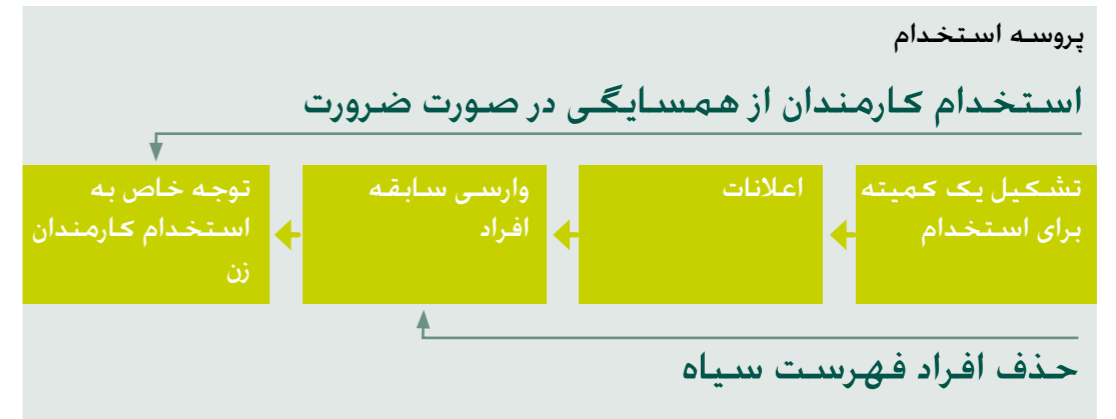 پروسه استخدام
استخدام کارمندان از همسایگی در صورت ضرورت
تشکیل یک کمیته
برای استخدام
اعلانات
وارسی سابقه
افراد
توجه خاص به
استخدام کارمندان
زن
حذف افراد فهرست سیاه